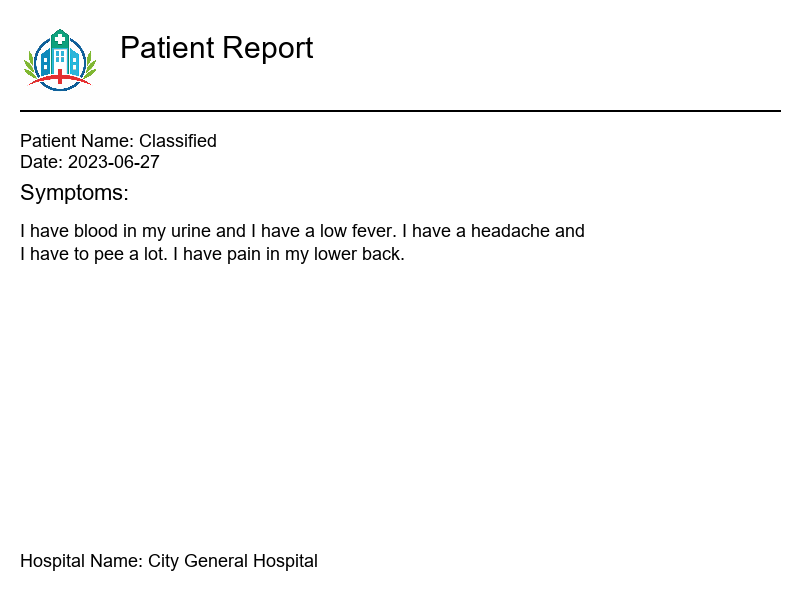 Patient Report
Patient Name: Classified
Date: 2023-06-27
Symptoms:
I have blood in my urine and I have a low fever. I have a headache and
I have to pee a lot. I have pain in my lower back.
Hospital Name: City General Hospital